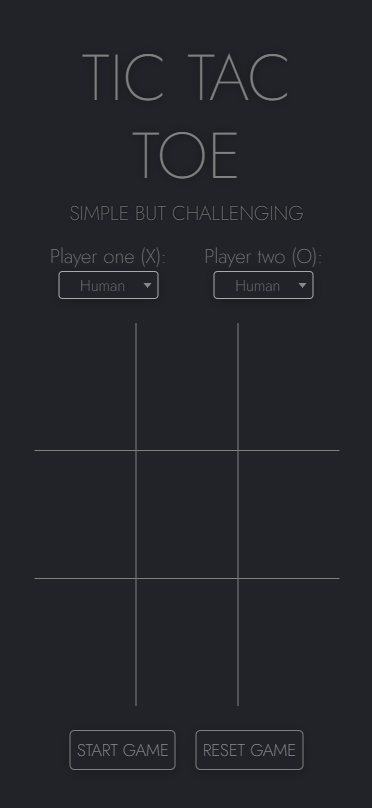 TIC TAC
TOE
SIMPLE BUT CHALLENGING
Player one (X): Player two (O):
Human Human
START GAME RESET GAME